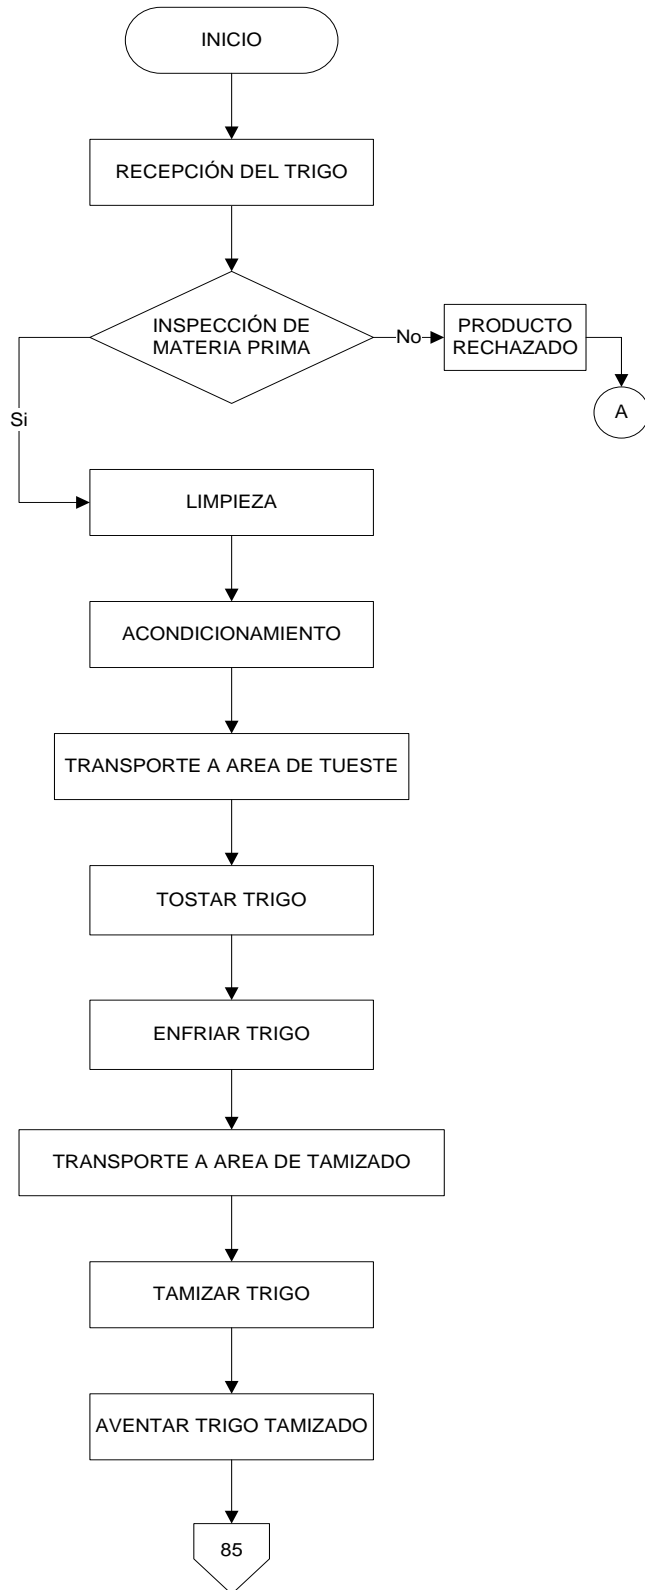 INICIO
RECEPCIÓN DEL TRIGO
INSPECCIÓN DE
MATERIA PRIMA
No
PRODUCTO
RECHAZADO
A
Si
LIMPIEZA
ACONDICIONAMIENTO
TRANSPORTE A AREA DE TUESTE
TOSTAR TRIGO
ENFRIAR TRIGO
TRANSPORTE A AREA DE TAMIZADO
TAMIZAR TRIGO
AVENTAR TRIGO TAMIZADO
85